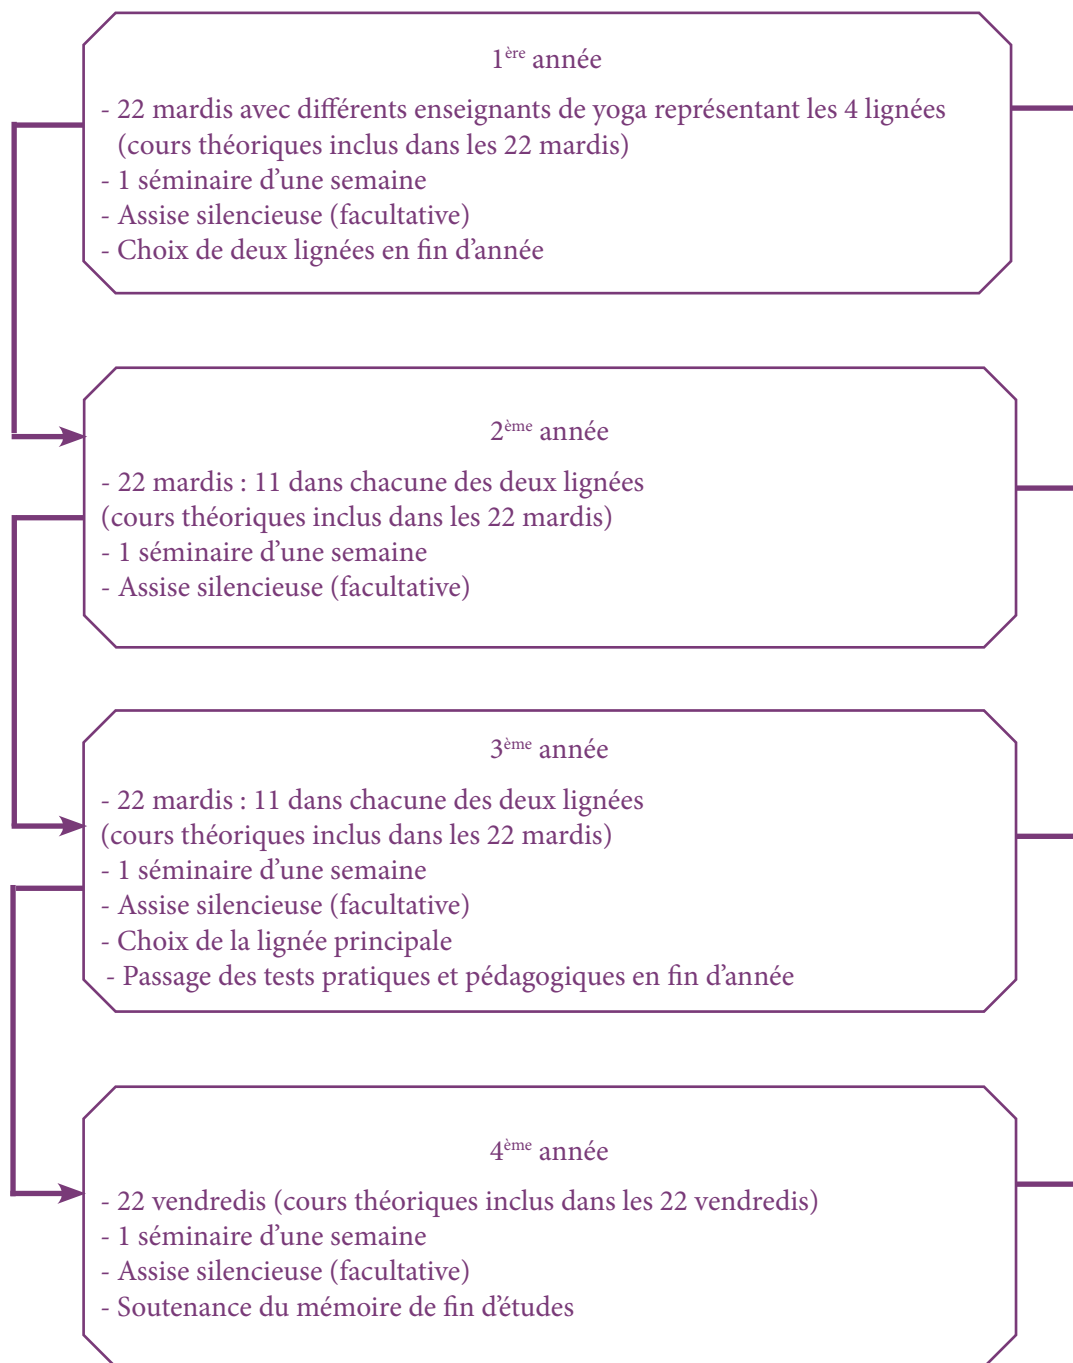 1ère année
- 22 mardis avec différents enseignants de yoga représentant les 4 lignées
(cours théoriques inclus dans les 22 mardis)
- 1 séminaire d’une semaine
- Assise silencieuse (facultative)
- Choix de deux lignées en fin d’année
2ème année
- 22 mardis : 11 dans chacune des deux lignées
(cours théoriques inclus dans les 22 mardis)
- 1 séminaire d’une semaine
- Assise silencieuse (facultative)
3ème année
- 22 mardis : 11 dans chacune des deux lignées
(cours théoriques inclus dans les 22 mardis)
- 1 séminaire d’une semaine
- Assise silencieuse (facultative)
- Choix de la lignée principale
- Passage des tests pratiques et pédagogiques en fin d’année
4ème année
- 22 vendredis (cours théoriques inclus dans les 22 vendredis)
- 1 séminaire d’une semaine
- Assise silencieuse (facultative)
- Soutenance du mémoire de fin d’études